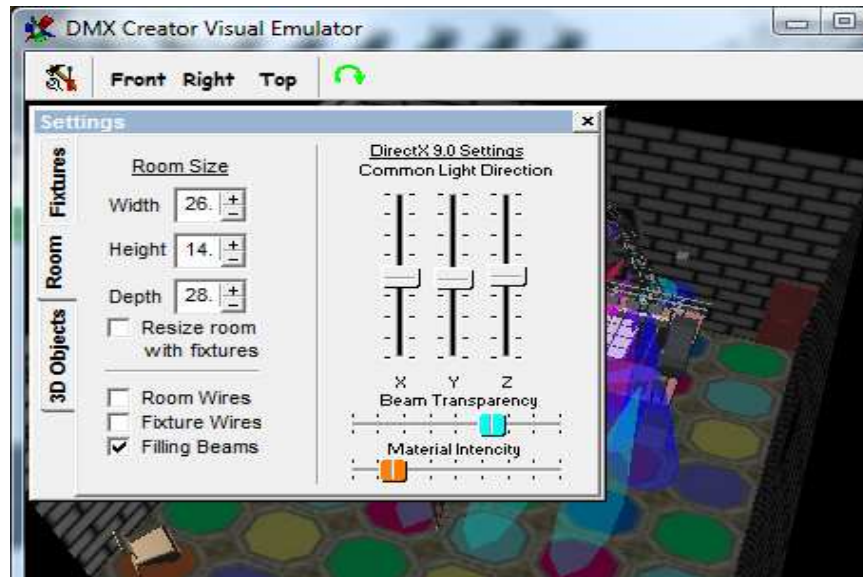 DMX Creator Visual Emulator
Front Right Top
Settings
Fixtures
Room
3D Objects
Room Size
Width 26.
Height 14.
Depth 28.
Resize room
with fixtures
Room Wires
Fixture Wires
Filling Beams
DirectX 9.0 Settings
Common Light Direction
X Y Z
Beam Transparency
Material Intencity